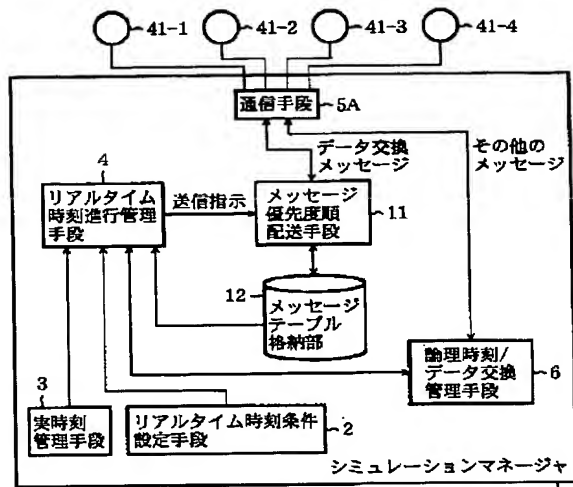 41-1
41-2
41-3
41-4
通信手段
5A
データ交換
メッセージ
その他の
メッセージ
4
リアルタイム
時刻進行管理
手段
送信指示
メッセージ
優先度順
配送手段
11
12
メッセージ
テーブル
格納部
論理時刻/
データ交換
管理手段
6
3
実時刻
管理手段
リアルタイム時刻条件
設定手段
2
シミュレーションマネージャ